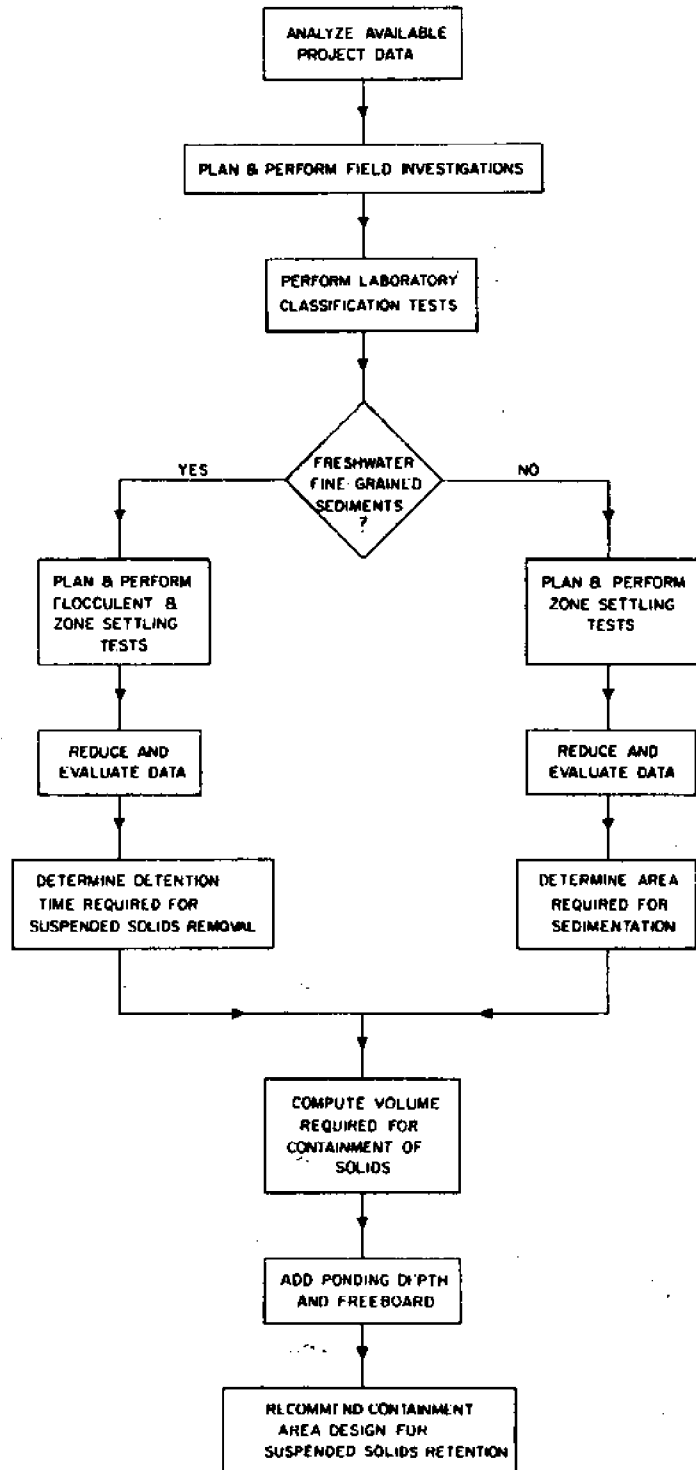 ANALYZE AVAILABLE
PROJECT DATA
PLAN & PERFORM FIELD INVESTIGATIONS
PERFORM LABORATORY
CLASSIFICATION TESTS
FRESHWATER
FINE-GRAINED
SEDIMENTS
?
YES
NO
PLAN & PERFORM
FLOCCULENT &
ZONE SETTLING
TESTS
PLAN & PERFORM
ZONE SETTLING
TESTS
REDUCE AND
EVALUATE DATA
REDUCE AND
EVALUATE DATA
DETERMINE DETENTION
TIME REQUIRED FOR
SUSPENDED SOLIDS REMOVAL
DETERMINE AREA
REQUIRED FOR
SEDIMENTATION
COMPUTE VOLUME
REQUIRED FOR
CONTAINMENT OF
SOLIDS
ADD PONDING DEPTH
AND FREEBOARD
RECOMMEND CONTAINMENT
AREA DESIGN FOR
SUSPENDED SOLIDS RETENTION